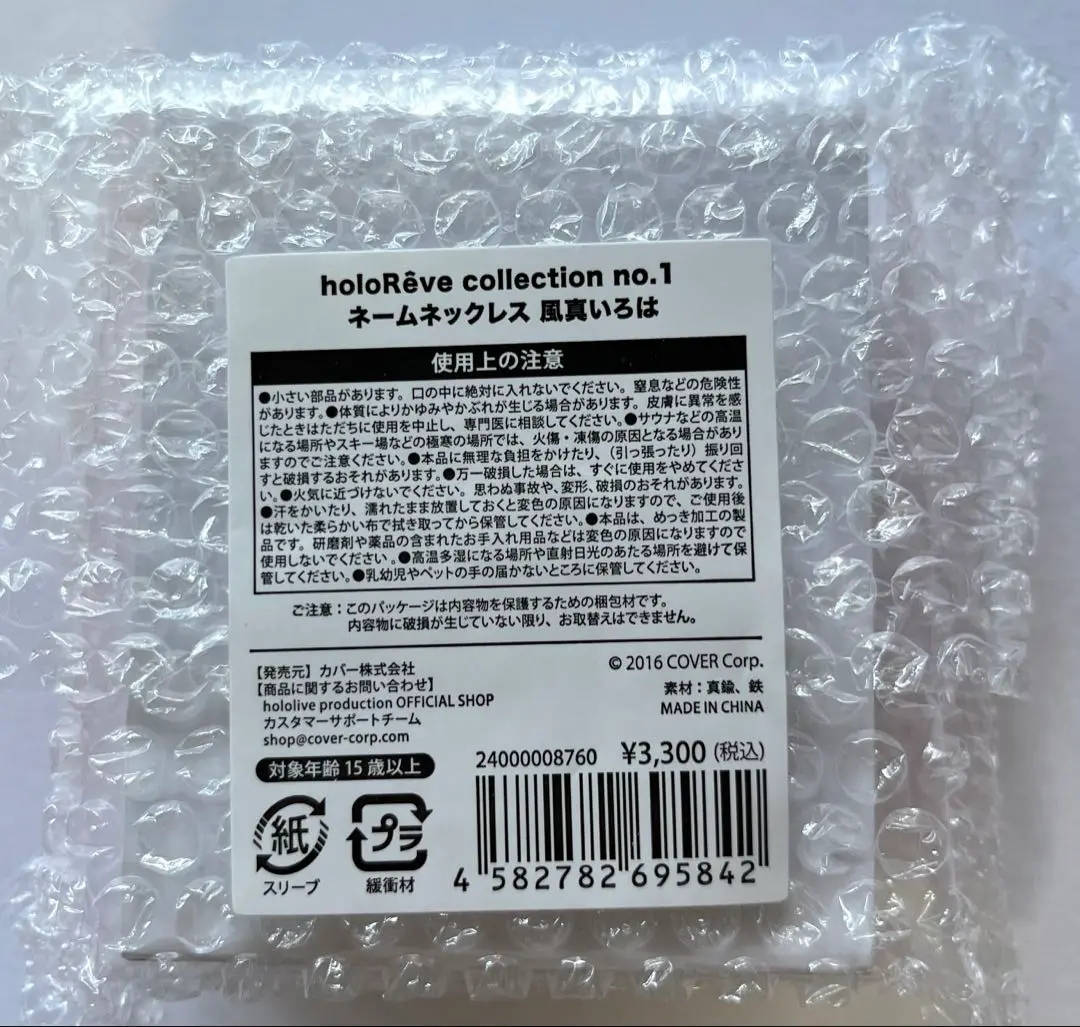 holoRêve collection no.1
ネームネックレス 風真いろは
使用上の注意
●小さい部品があります。口の中に絶対に入れないでください。窒息などの危険性
があります。●体質によりかゆみやかぶれが生じる場合があります。皮膚に異常を感
じたときはただちに使用を中止し、専門医に相談してください。●サウナなどの高温
になる場所やスキー場などの極寒の場所では、火傷・凍傷の原因となる場合があり
ますのでご注意ください。●本品に無理な負担をかけたり、（引っ張ったり）振り回
すと破損するおそれがあります。●万一破損した場合は、すぐに使用をやめてくださ
い。●火気に近づけないでください。思わぬ事故や、変形、破損のおそれがあります。
●汗をかいたり、濡れたまま放置しておくと変色の原因になりますので、ご使用後
は乾いた柔らかい布で拭き取ってから保管してください。●本品は、めっき加工の製
品です。研磨剤や薬品の含まれたお手入れ用品などは変色の原因になりますので
使用しないでください。●高温多湿になる場所や直射日光のあたる場所を避けて保
管してください。●乳幼児やペットの手の届かないところに保管してください。
ご注意：このパッケージは内容物を保護するための梱包材です。
内容物に破損が生じていない限り、お取替えはできません。
【発売元】カバー株式会社
【商品に関するお問い合わせ】
hololive production OFFICIAL SHOP
カスタマーサポートチーム
shop@cover-corp.com
© 2016 COVER Corp.
素材：真鍮、鉄
MADE IN CHINA
対象年齢15歳以上
24000008760 ¥3,300(税込)
紙
スリーブ
プラ
緩衝材
4 582782 695842